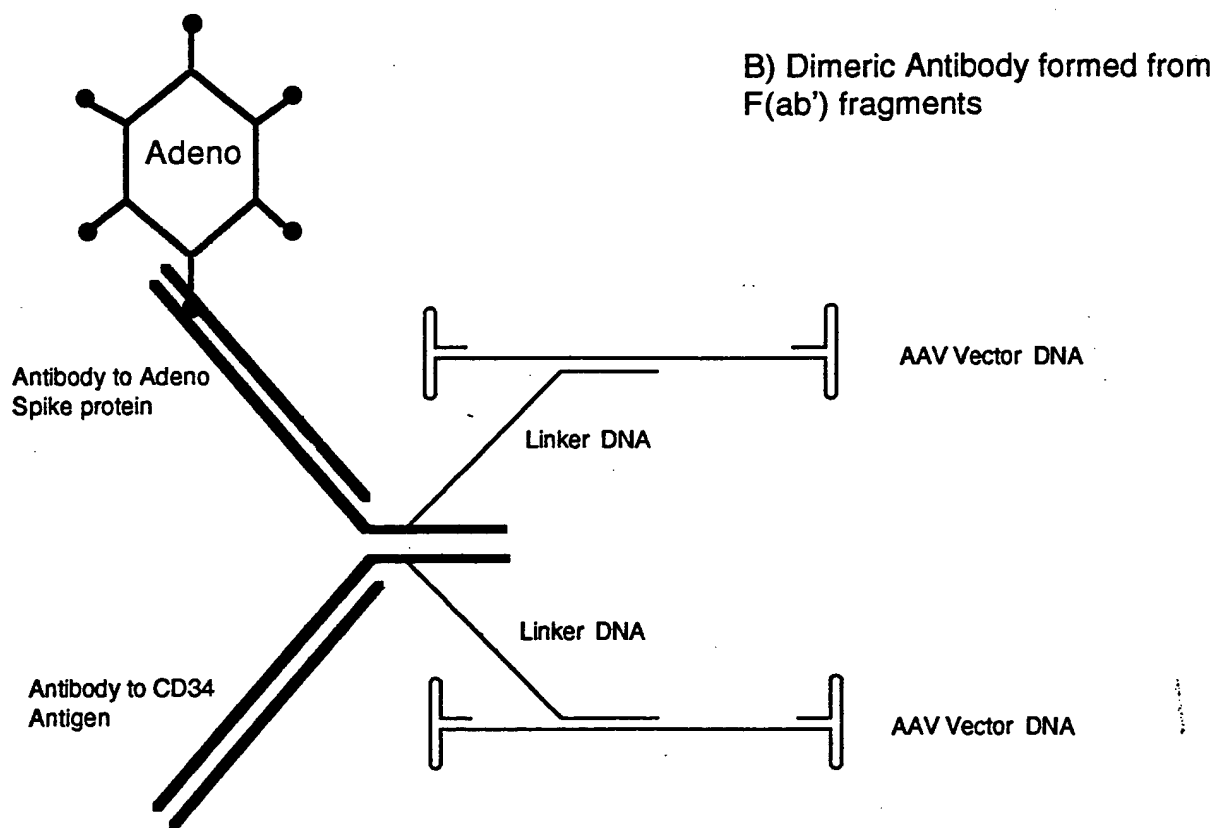 B) Dimeric Antibody formed from
F(ab') fragments
Adeno
AAV Vector DNA
Antibody to Adeno
Spike protein
Linker DNA
Linker DNA
Antibody to CD34
Antigen
AAV Vector DNA